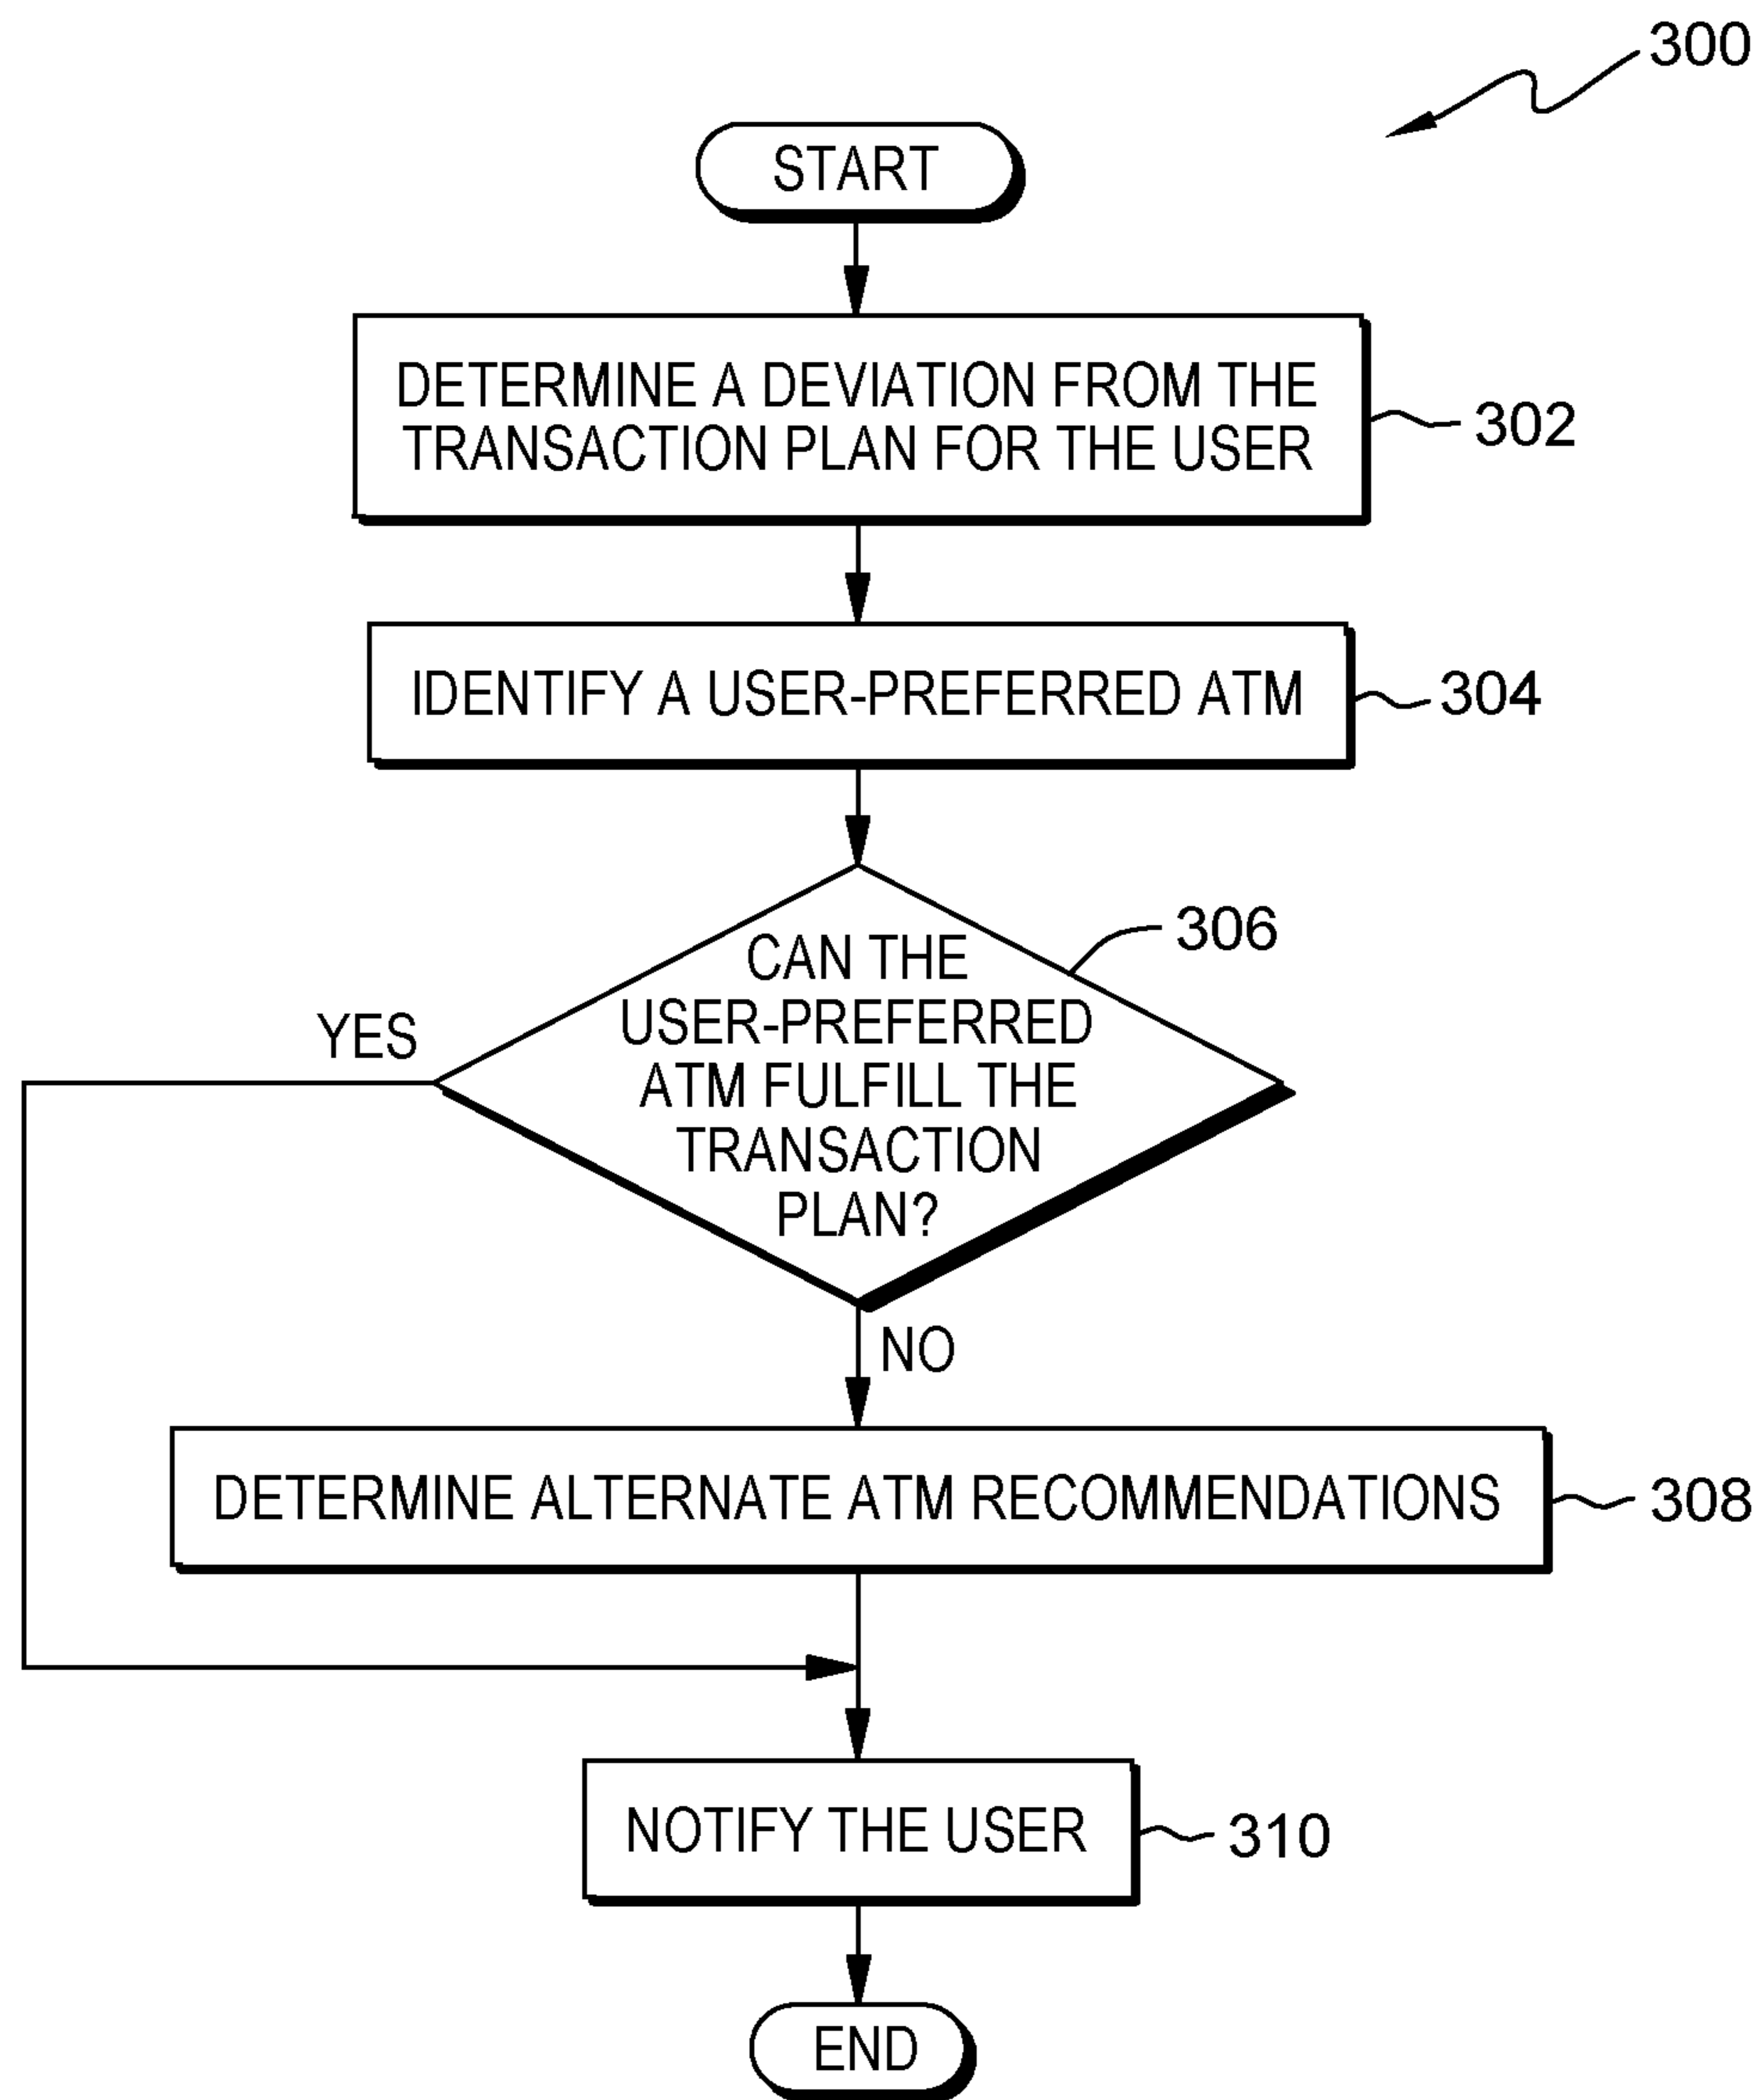 300
START
DETERMINE A DEVIATION FROM THE
TRANSACTION PLAN FOR THE USER
302
IDENTIFY A USER-PREFERRED ATM
304
CAN THE
USER-PREFERRED
ATM FULFILL THE
TRANSACTION
PLAN?
306
YES
NO
DETERMINE ALTERNATE ATM RECOMMENDATIONS
308
NOTIFY THE USER
310
END